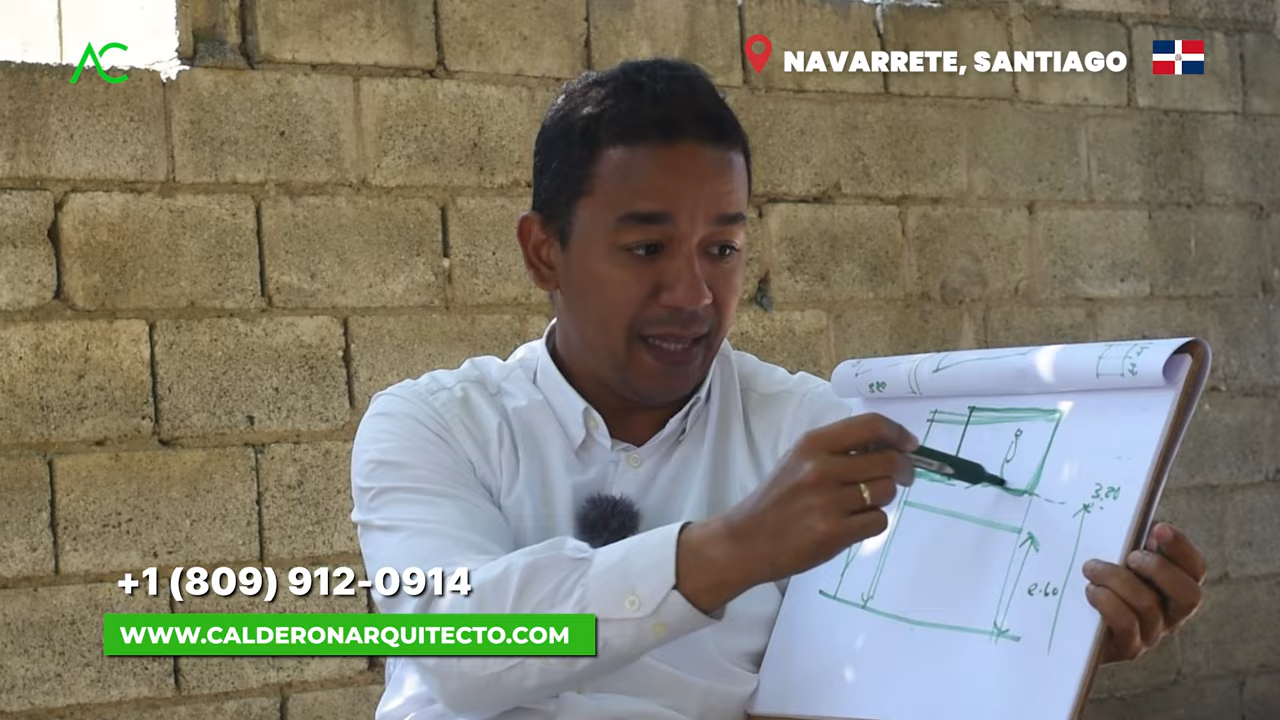 AC
NAVARRETE, SANTIAGO
3.20
2.60
+1 (809) 912-0914
WWW.CALDERONARQUITECTO.COM